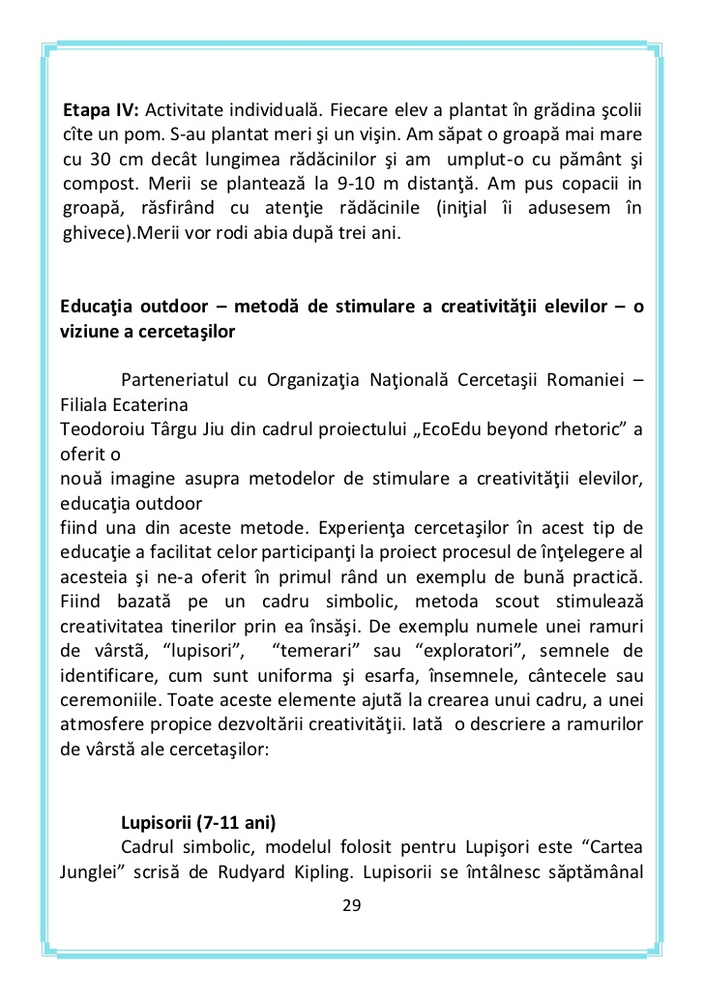 Etapa IV: Activitate individuală. Fiecare elev a plantat în grădina şcolii
cîte un pom. S-au plantat meri şi un vişin. Am săpat o groapă mai mare
cu 30 cm decât lungimea rădăcinilor şi am umplut-o cu pământ şi
compost. Merii se plantează la 9-10 m distanţă. Am pus copacii in
groapă, răsfirând cu atenţie rădăcinile (iniţial îi adusesem în
ghivece).Merii vor rodi abia după trei ani.
Educaţia outdoor – metodă de stimulare a creativităţii elevilor – o
viziune a cercetaşilor
Parteneriatul cu Organizaţia Naţională Cercetaşii Romaniei –
Filiala Ecaterina
Teodoroiu Târgu Jiu din cadrul proiectului „EcoEdu beyond rhetoric” a
oferit o
nouă imagine asupra metodelor de stimulare a creativităţii elevilor,
educaţia outdoor
fiind una din aceste metode. Experienţa cercetaşilor în acest tip de
educaţie a facilitat celor participanţi la proiect procesul de înţelegere al
acesteia şi ne-a oferit în primul rând un exemplu de bună practică.
Fiind bazată pe un cadru simbolic, metoda scout stimulează
creativitatea tinerilor prin ea însăşi. De exemplu numele unei ramuri
de vârstã, “lupisori”, “temerari” sau “exploratori”, semnele de
identificare, cum sunt uniforma şi esarfa, însemnele, cântecele sau
ceremoniile. Toate aceste elemente ajutã la crearea unui cadru, a unei
atmosfere propice dezvoltării creativităţii. Iată o descriere a ramurilor
de vârstă ale cercetaşilor:
Lupisorii (7-11 ani)
Cadrul simbolic, modelul folosit pentru Lupişori este “Cartea
Junglei” scrisă de Rudyard Kipling. Lupisorii se întâlnesc săptămânal
29